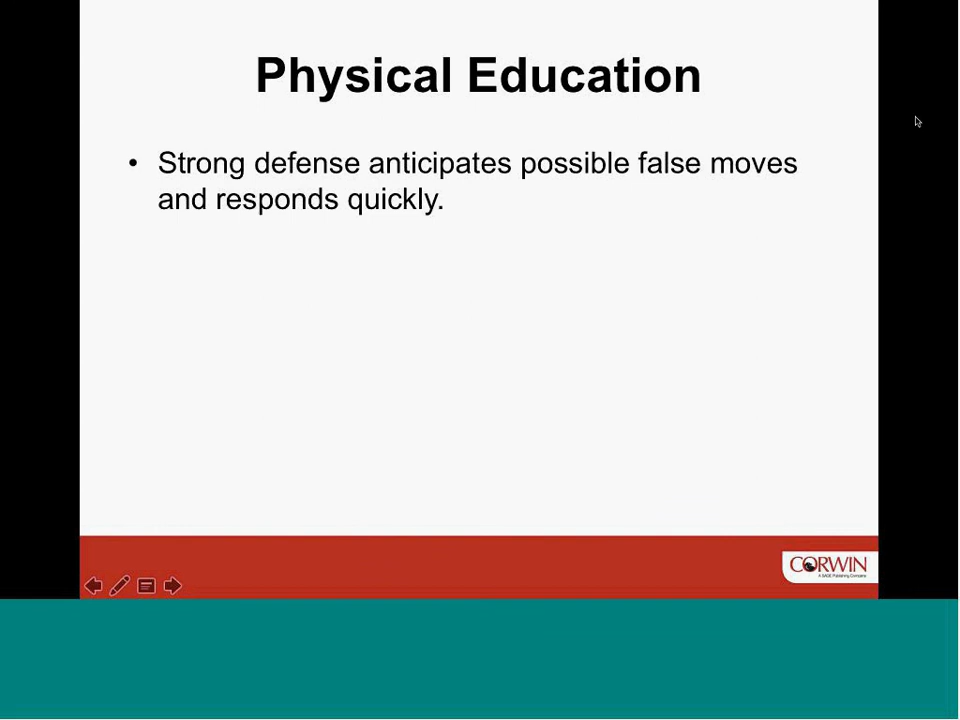 Physical Education
• Strong defense anticipates possible false moves
and responds quickly.
CORWIN
A SAGE Publishing Company